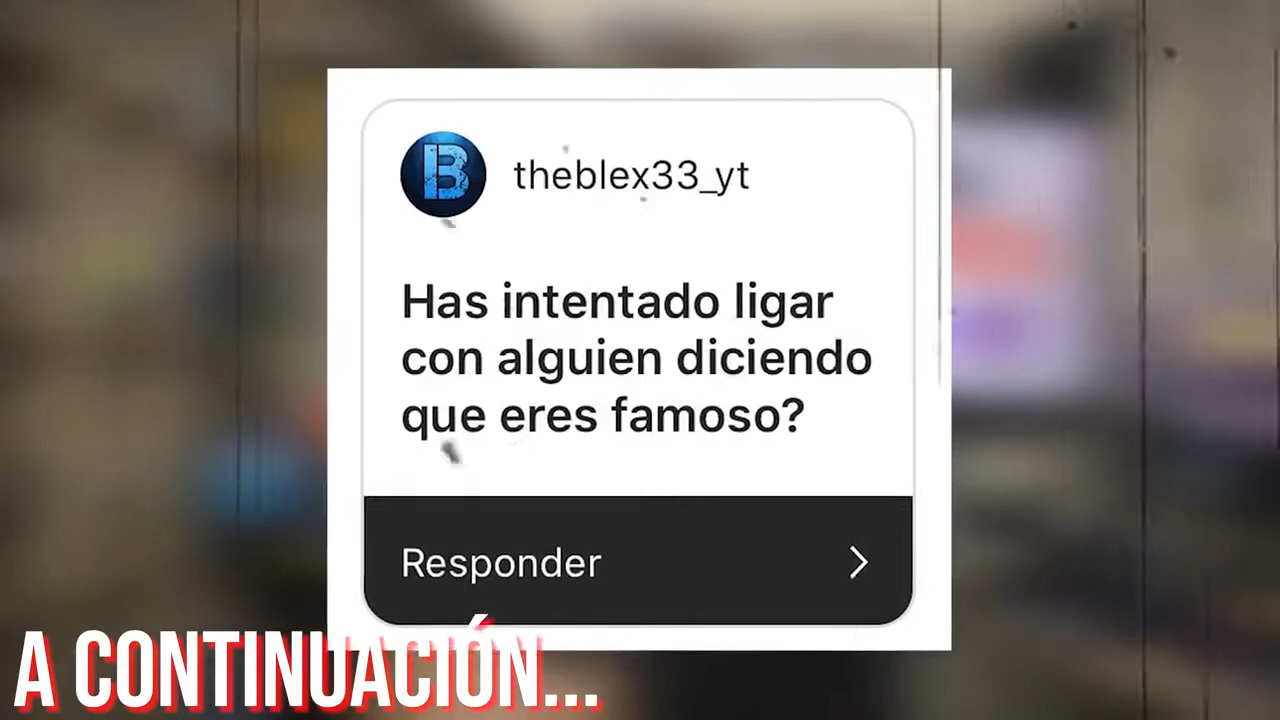 B theblex33_yt
Has intentado ligar
con alguien diciendo
que eres famoso?
Responder
A CONTINUACIÓN...